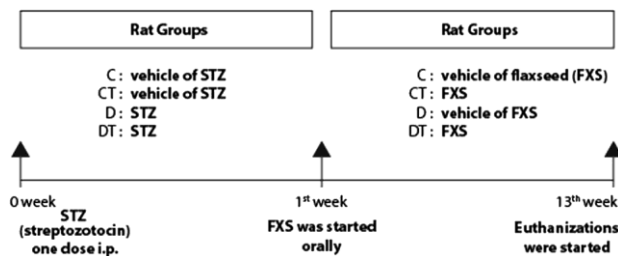 Rat Groups
Rat Groups
C : vehicle of STZ
CT : vehicle of STZ
D : STZ
DT : STZ
C : vehicle of flaxseed (FXS)
CT : FXS
D : vehicle of FXS
DT : FXS
0 week
1st week
13th week
STZ
(streptozotocin)
one dose i.p.
FXS was started
orally
Euthanizations
were started